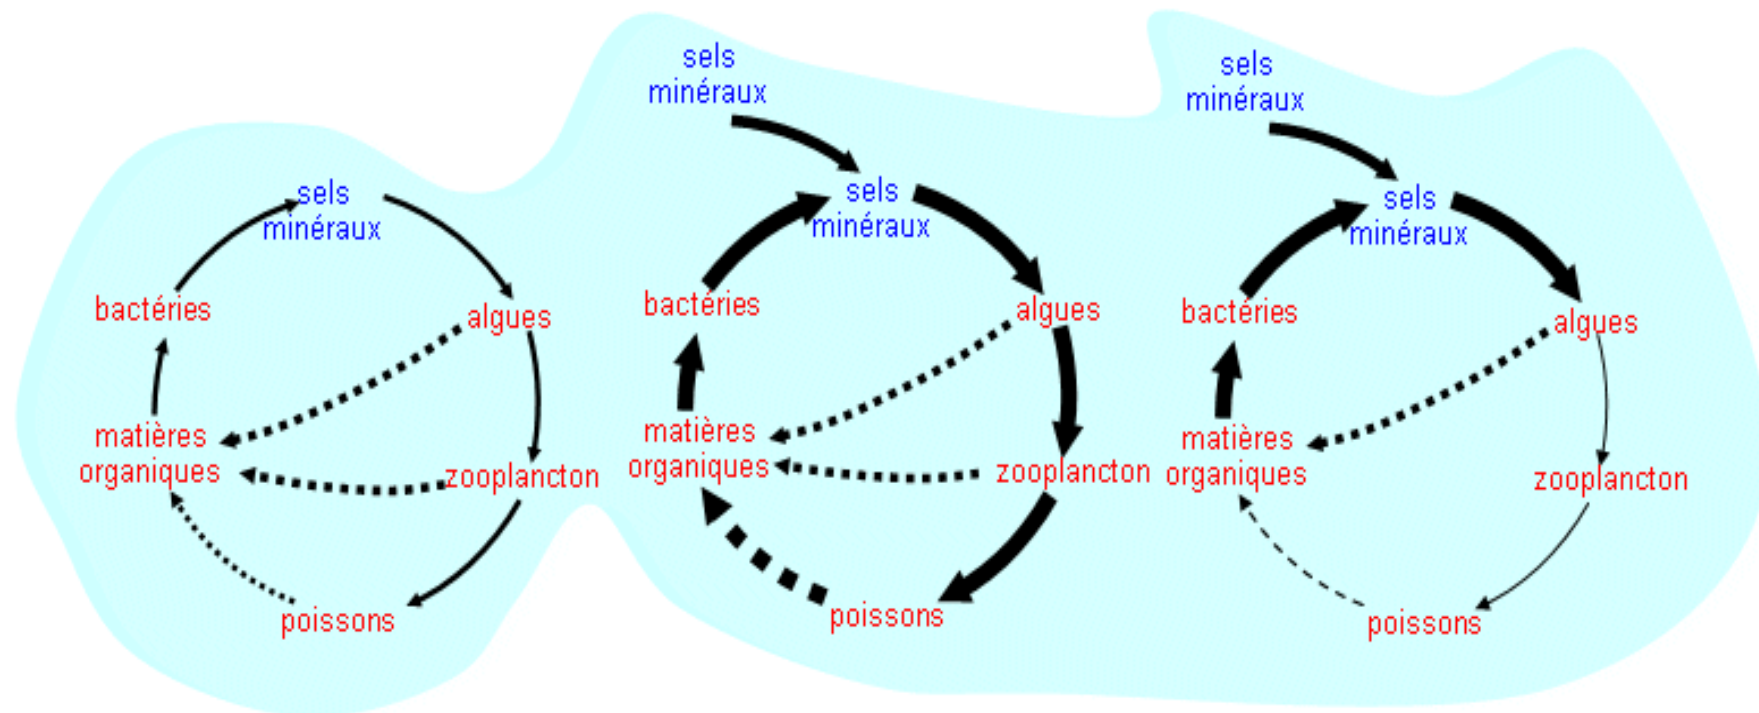 sels
minéraux
bactéries
algues
matières
organiques
zooplancton
poissons
sels
minéraux
sels
minéraux
bactéries
algues
matières
organiques
zooplancton
poissons
sels
minéraux
sels
minéraux
bactéries
algues
matières
organiques
zooplancton
poissons